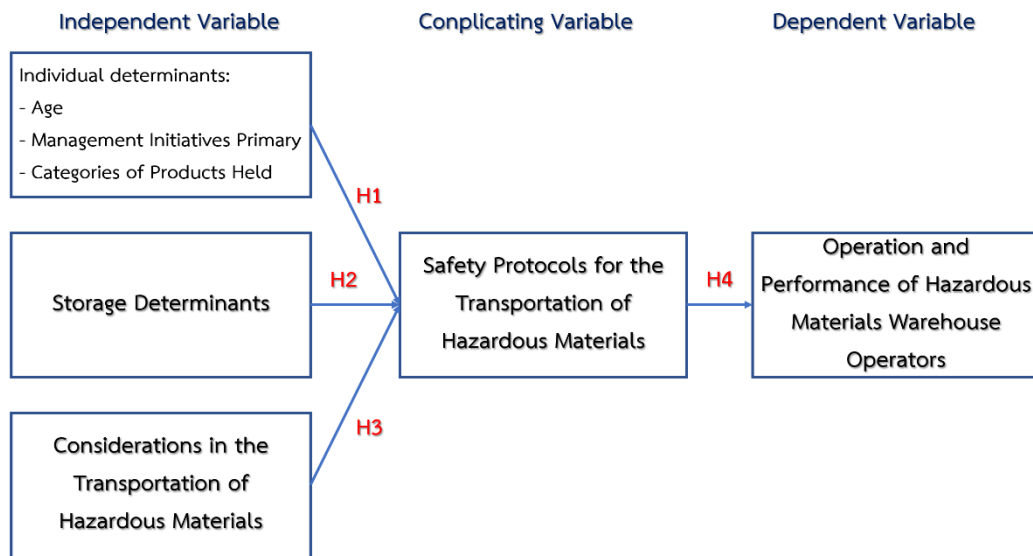 Independent Variable
Conplicating Variable
Dependent Variable
Individual determinants:
- Age
- Management Initiatives Primary
- Categories of Products Held
H1
Storage Determinants
H2
Safety Protocols for the
Transportation of
Hazardous Materials
H4
Operation and
Performance of Hazardous
Materials Warehouse
Operators
H3
Considerations in the
Transportation of
Hazardous Materials